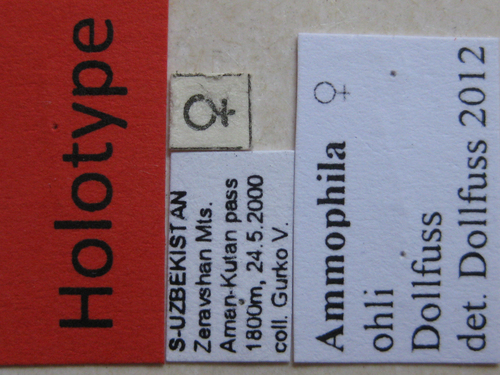 Holotype
♀
S-UZBEKISTAN
Zeravshan Mts.
Aman-Kutan pass
1800m, 24.5.2000
coll. Gurko V.
♀
Ammophila
ohli
Dollfuss
det. Dollfuss 2012